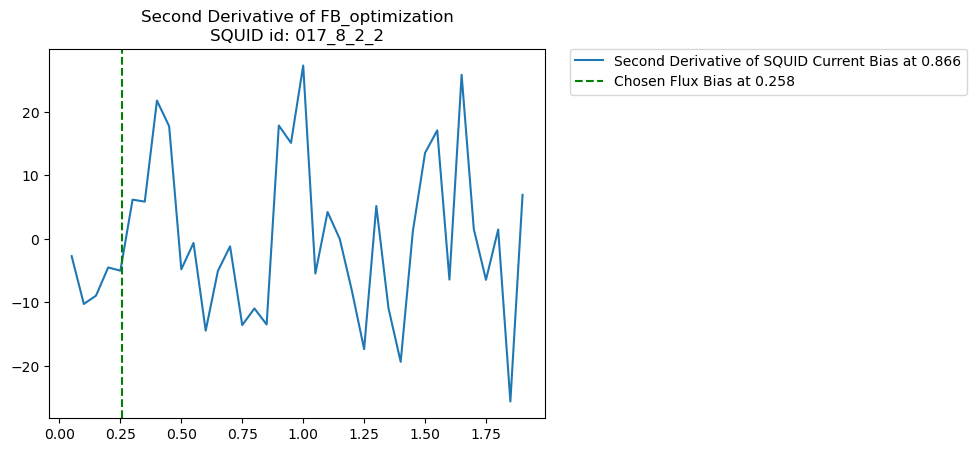 Second Derivative of FB_optimization
SQUID id: 017_8_2_2
Second Derivative of SQUID Current Bias at 0.866
Chosen Flux Bias at 0.258
20
10
0
−10
−20
0.00 0.25 0.50 0.75 1.00 1.25 1.50 1.75